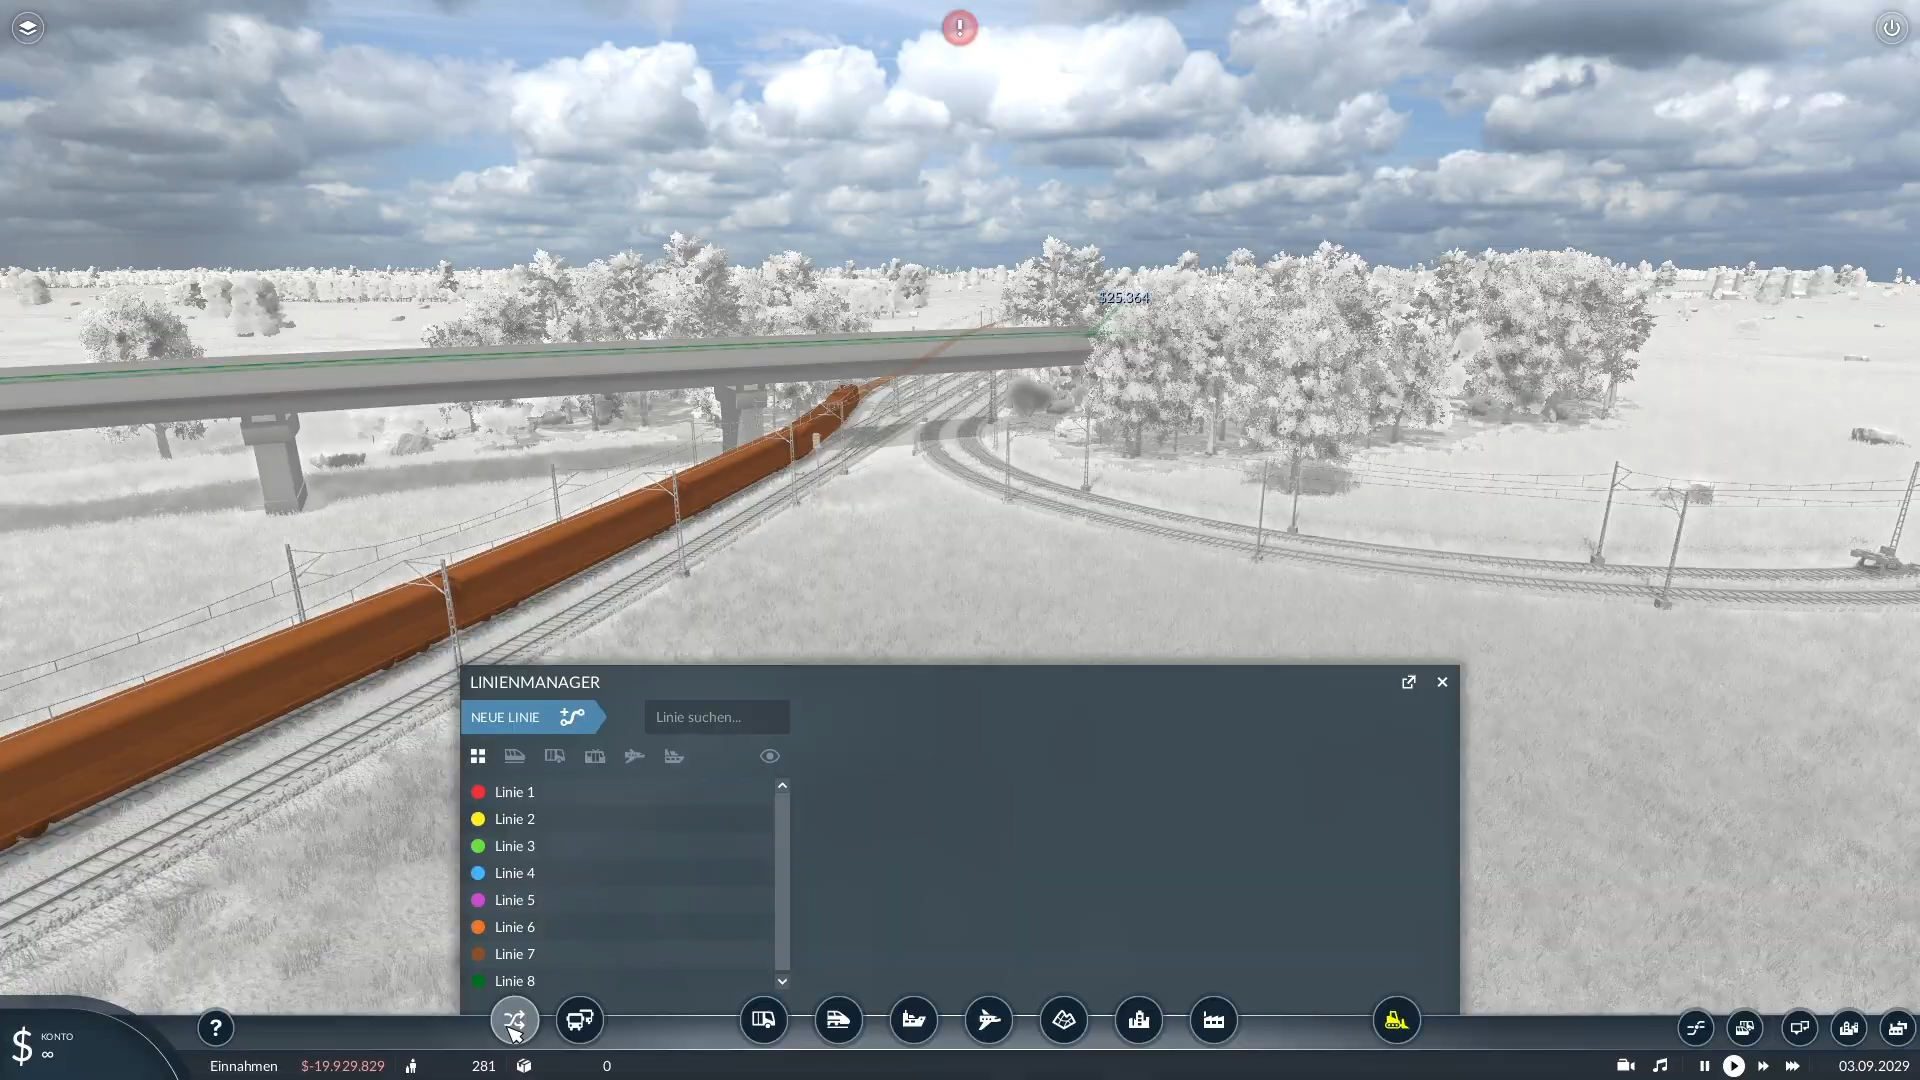 $25.364
LINIENMANAGER
NEUE LINIE
Linie suchen...
Linie 1
Linie 2
Linie 3
Linie 4
Linie 5
Linie 6
Linie 7
Linie 8
?
$ KONTO
∞
Einnahmen $-19.929.829 281 0 03.09.2029